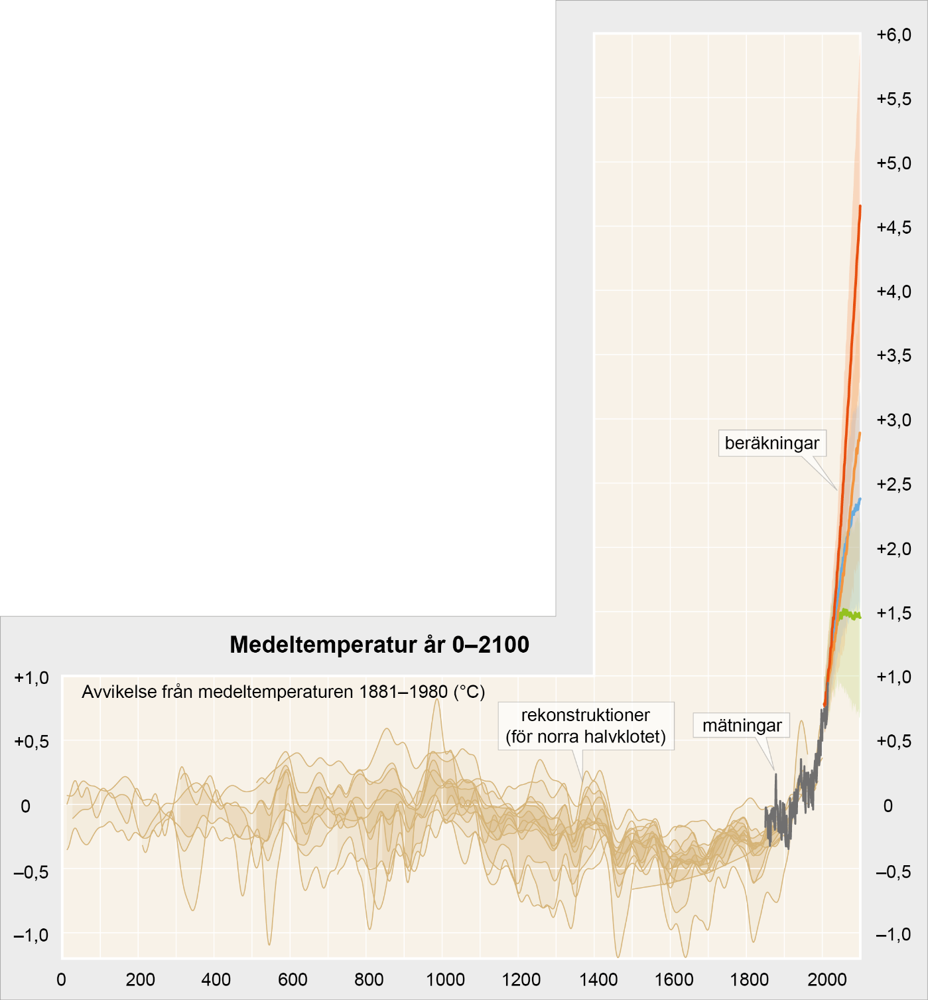 +6,0
+5,5
+5,0
+4,5
+4,0
+3,5
+3,0
beräkningar
+2,5
+2,0
+1,5
Medeltemperatur år 0–2100
+1,0 +1,0
Avvikelse från medeltemperaturen 1881–1980 (°C)
rekonstruktioner
(för norra halvklotet)
mätningar
+0,5 +0,5
0 0
–0,5 –0,5
–1,0 –1,0
0 200 400 600 800 1000 1200 1400 1600 1800 2000